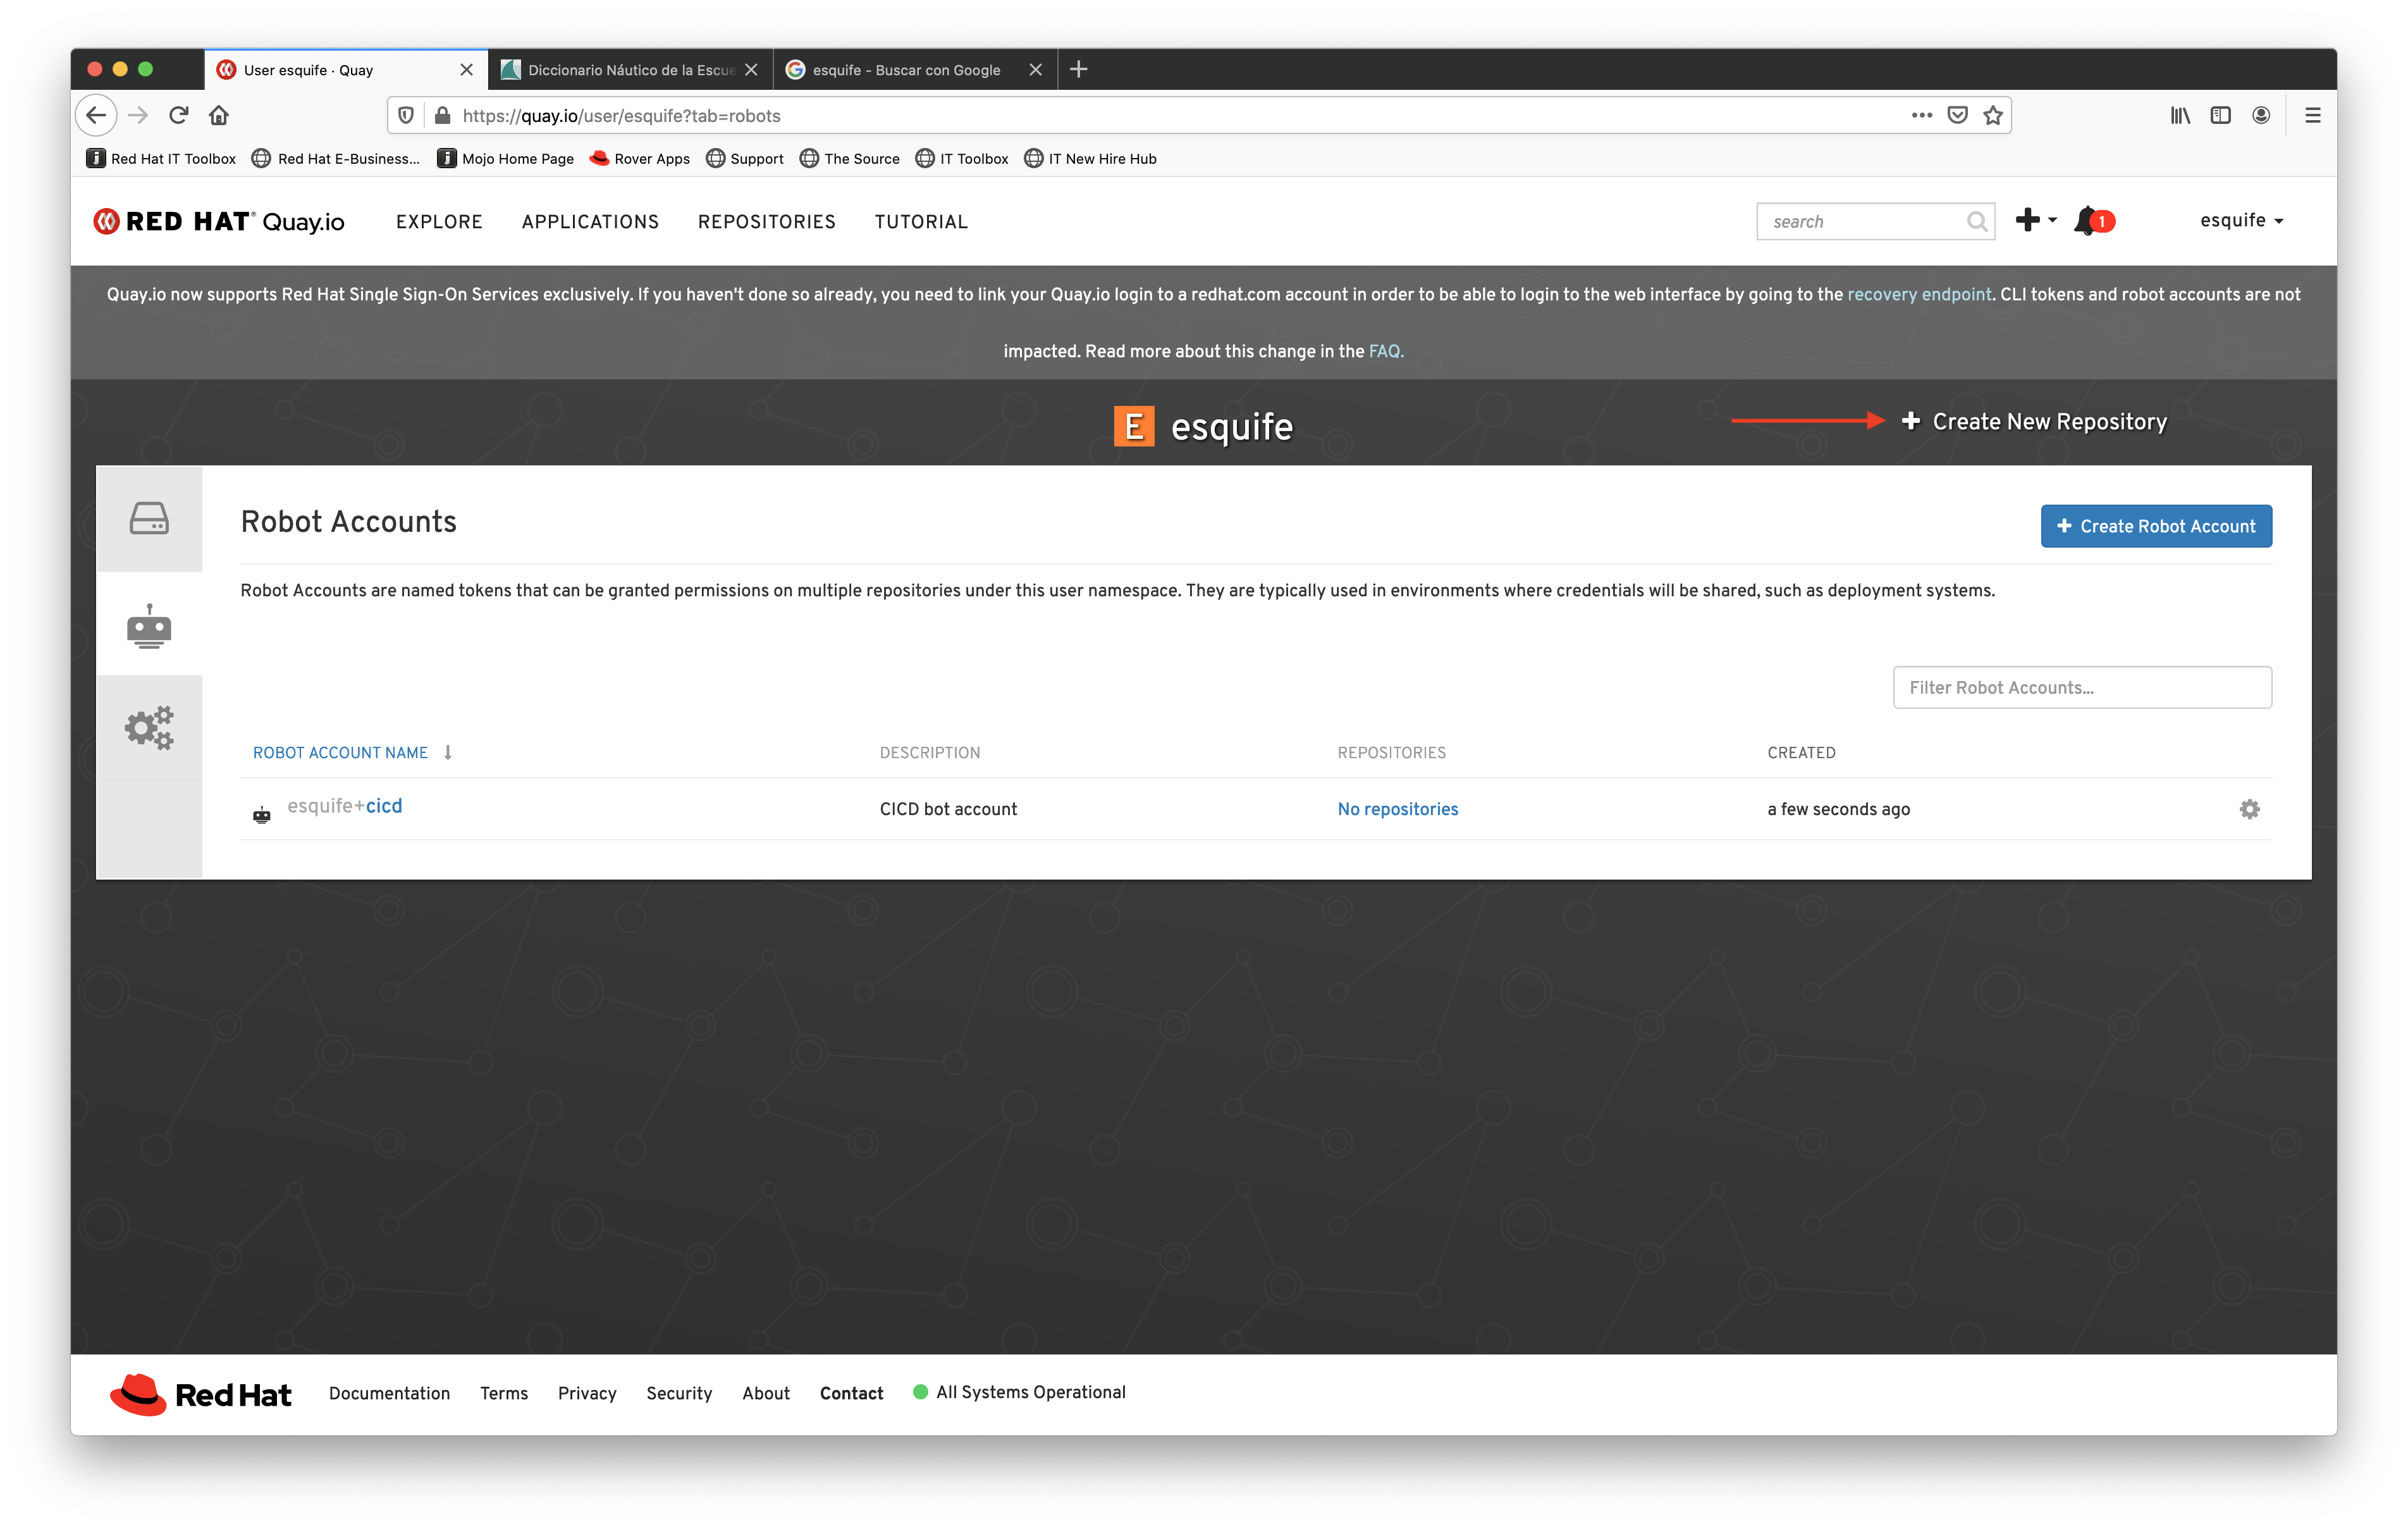 User esquife · Quay
Diccionario Náutico de la Escue
esquife - Buscar con Google
https://quay.io/user/esquife?tab=robots
Red Hat IT Toolbox Red Hat E-Business... Mojo Home Page Rover Apps Support The Source IT Toolbox IT New Hire Hub
RED HAT® Quay.io EXPLORE APPLICATIONS REPOSITORIES TUTORIAL search 1 esquife
Quay.io now supports Red Hat Single Sign-On Services exclusively. If you haven't done so already, you need to link your Quay.io login to a redhat.com account in order to be able to login to the web interface by going to the recovery endpoint. CLI tokens and robot accounts are not
impacted. Read more about this change in the FAQ.
E esquife + Create New Repository
Robot Accounts
+ Create Robot Account
Robot Accounts are named tokens that can be granted permissions on multiple repositories under this user namespace. They are typically used in environments where credentials will be shared, such as deployment systems.
Filter Robot Accounts...
ROBOT ACCOUNT NAME DESCRIPTION REPOSITORIES CREATED
esquife+cicd CICD bot account No repositories a few seconds ago
Red Hat Documentation Terms Privacy Security About Contact All Systems Operational